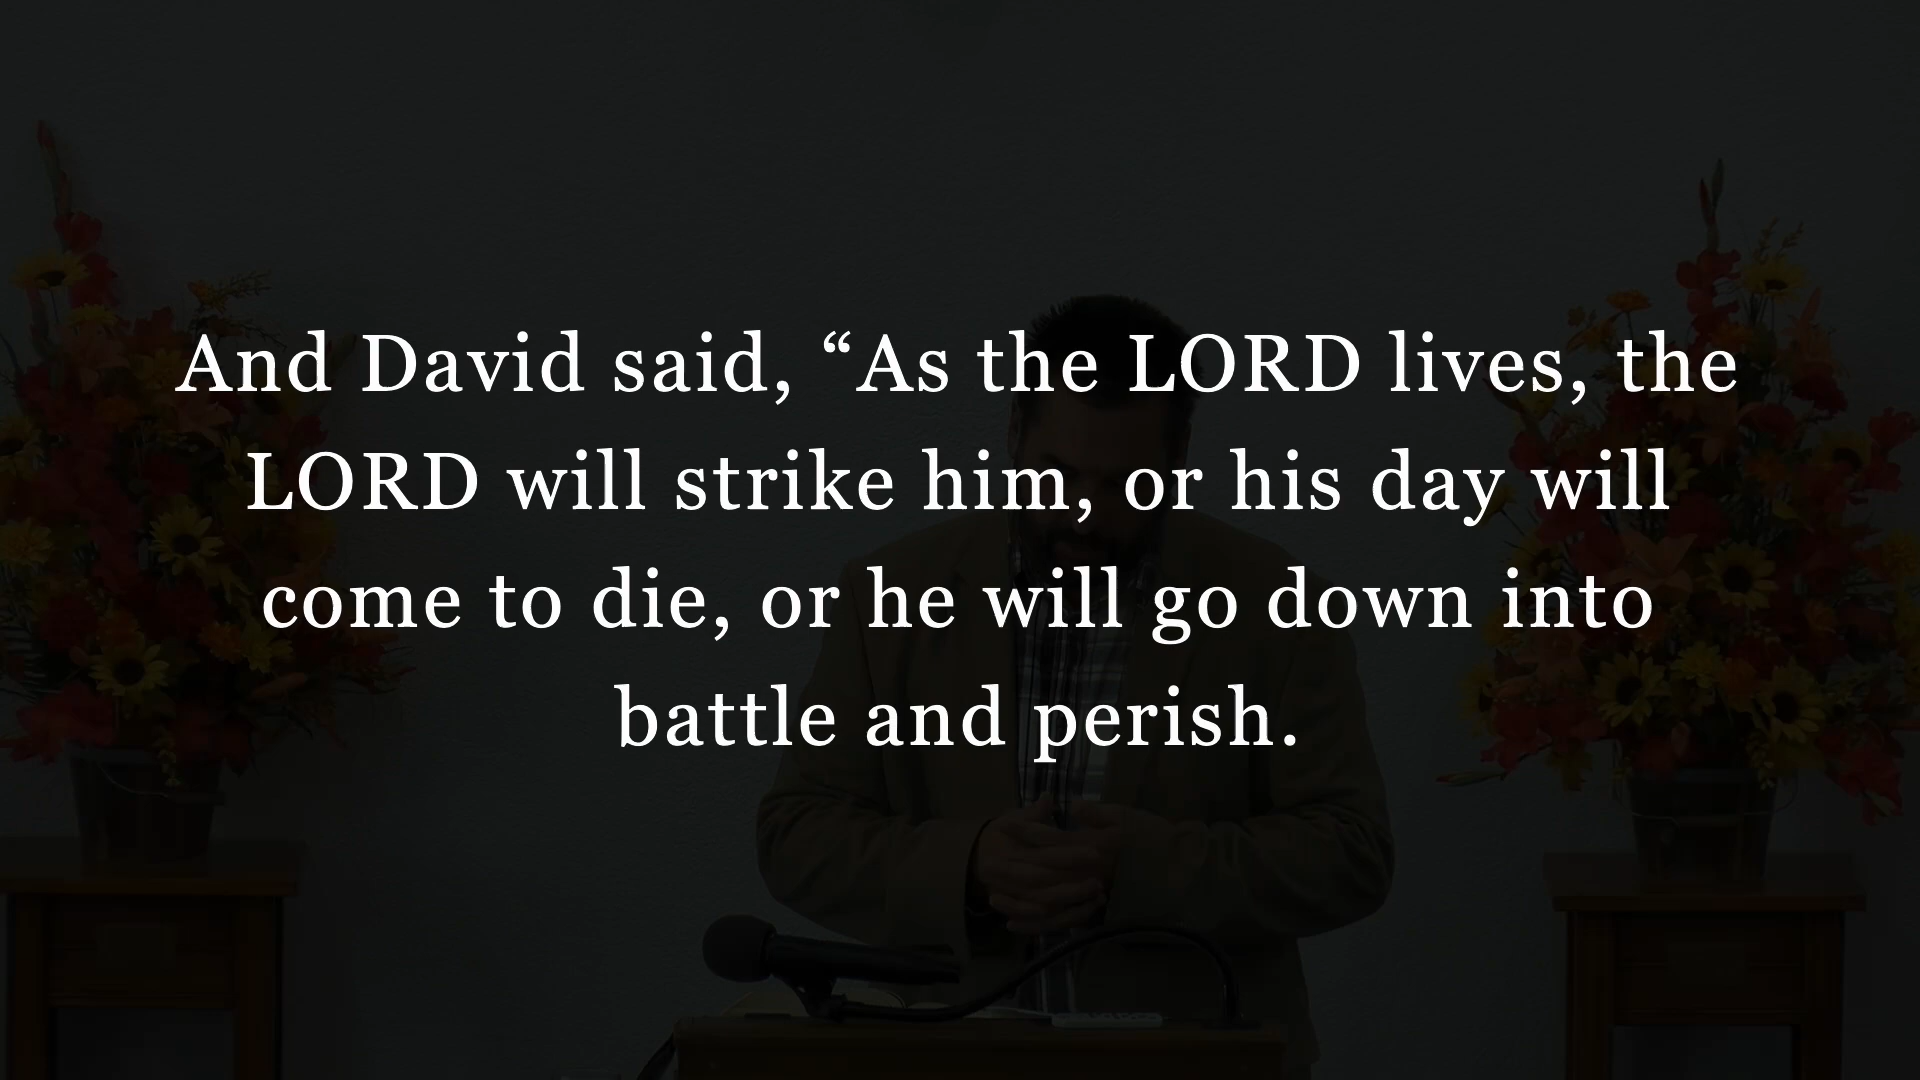 And David said, “As the LORD lives, the
LORD will strike him, or his day will
come to die, or he will go down into
battle and perish.